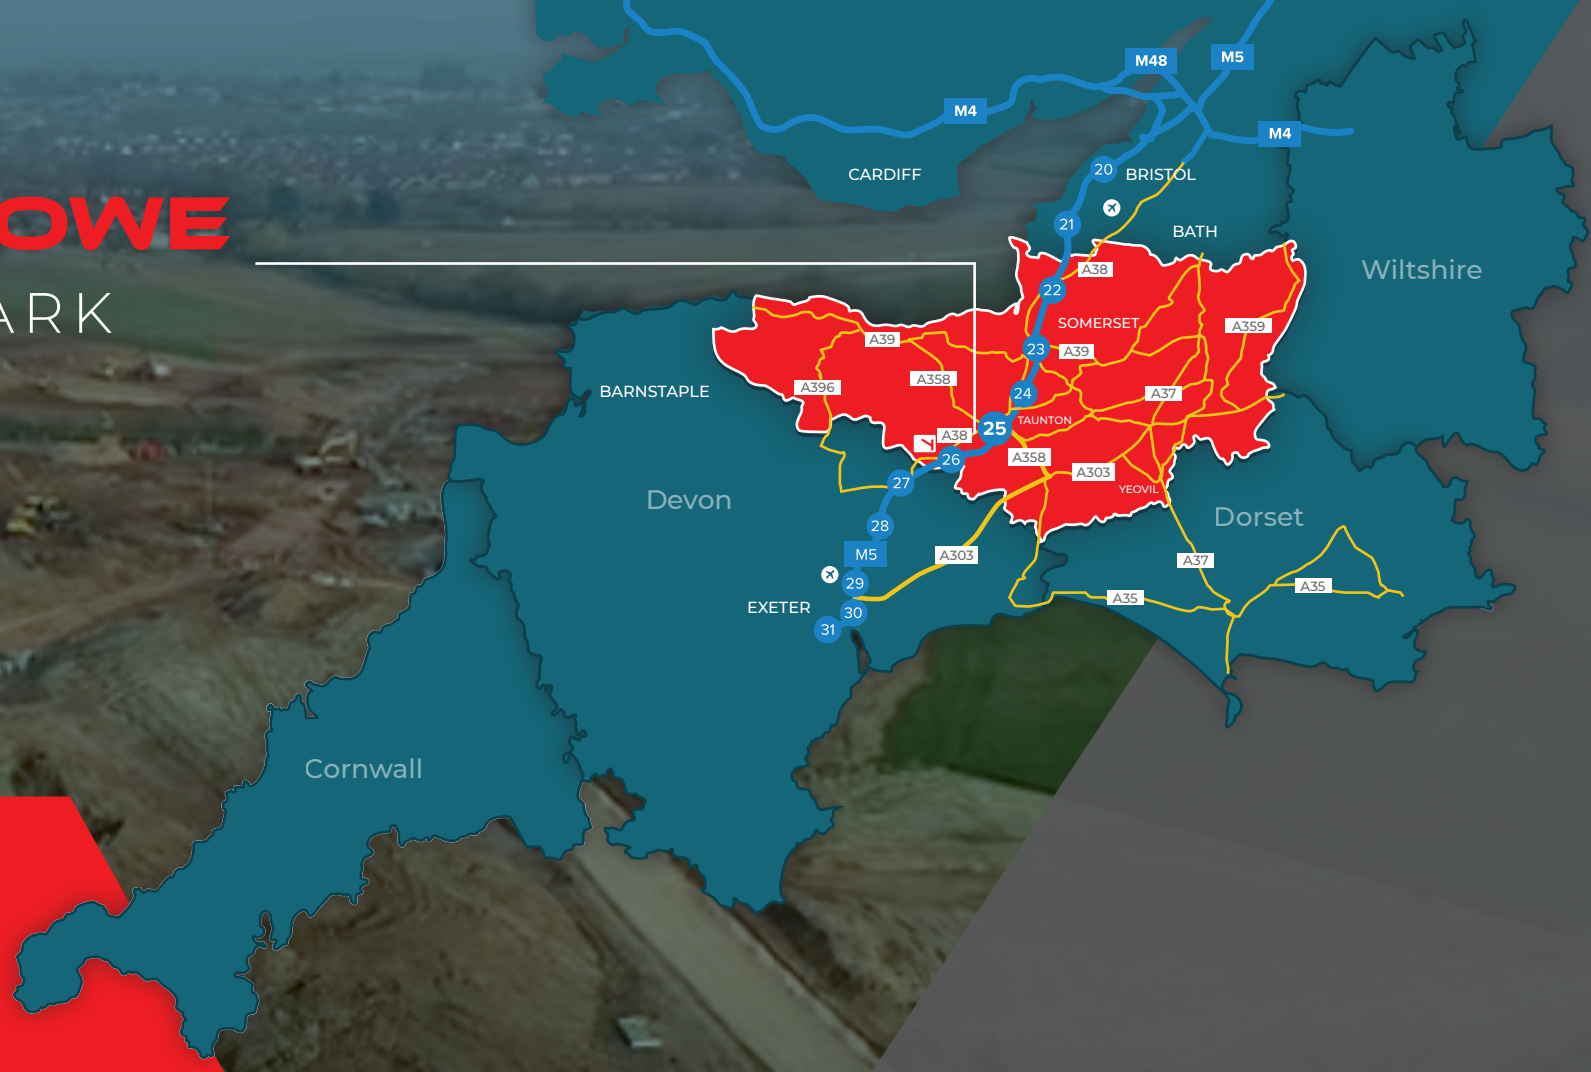 M48
M5
M4
M4
CARDIFF
20
BRISTOL
21
BATH
OWE
A38
Wiltshire
22
ARK
SOMERSET
A359
A39
23
A39
BARNSTAPLE
A396
A358
24
A37
TAUNTON
25
A38
26
A358
A303
27
YEOVIL
Devon
Dorset
28
M5
A303
A37
29
A35
A35
EXETER
30
31
Cornwall